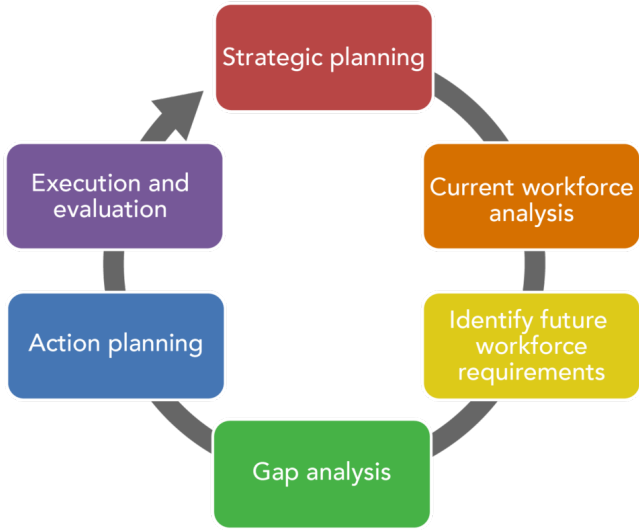 Strategic planning
Current workforce
analysis
Identify future
workforce
requirements
Gap analysis
Action planning
Execution and
evaluation